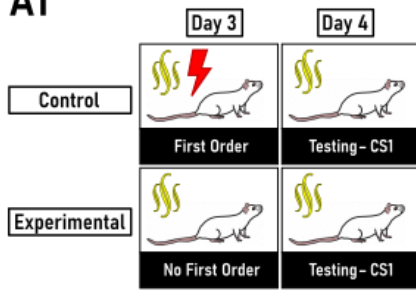 A1
Day 3
Day 4
Control
First Order
Testing- CS1
Experimental
No First Order
Testing- CS1